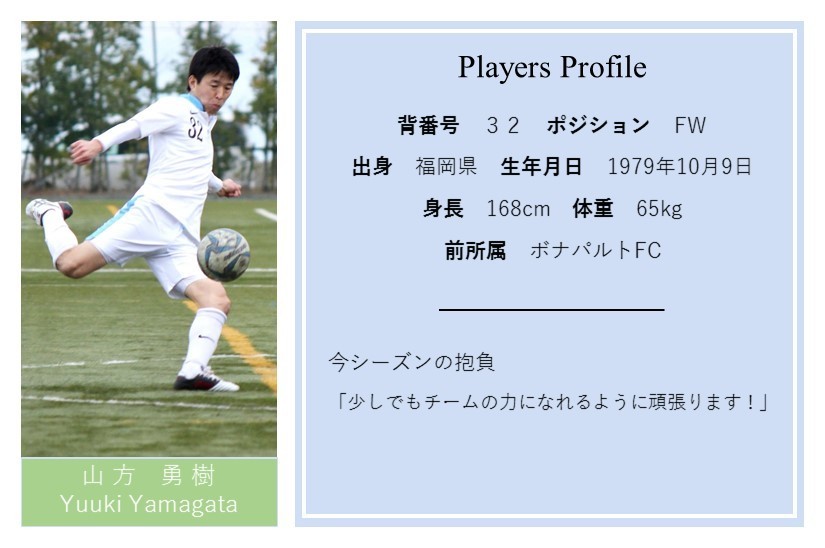 32
山方 勇樹
Yuuki Yamagata
Players Profile
背番号 ３２ ポジション FW
出身 福岡県 生年月日 1979年10月9日
身長 168cm 体重 65kg
前所属 ボナパルトFC
今シーズンの抱負
「少しでもチームの力になれるように頑張ります！」